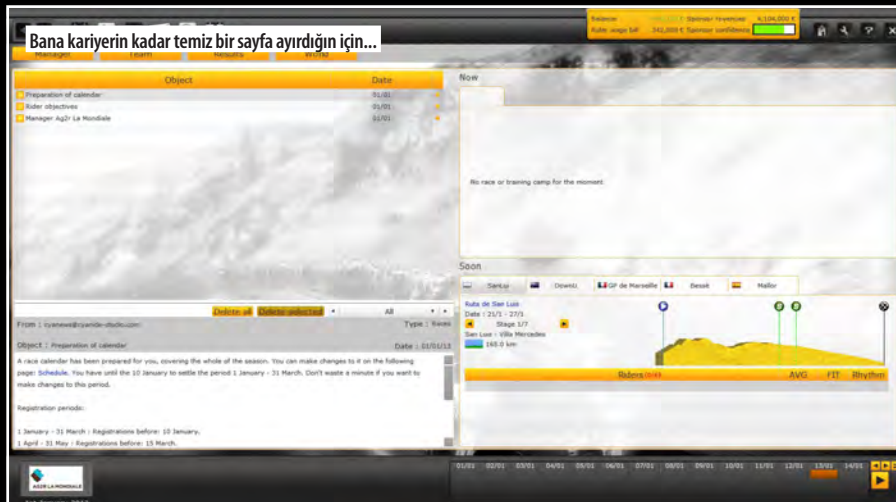 Balance
Sponsor revenues 4,104,000 €
Rider wage bill 242,000 € Sponsor confidence
Bana kariyerin kadar temiz bir sayfa ayırdığın için...
Manager Team Results World
Object Date
Preparation of calendar 01/01
Rider objectives 01/01
Manager Ag2r La Mondiale 01/01
Now
No race or training camp for the moment
Soon
SanLui DownU GP de Marseille Bessè Mallor
Ruta de San Luis
Date : 21/1 - 27/1
Stage 1/7
San Luis - Villa Mercedes
165.0 km
Riders AVG FIT Rhythm
Delete all Delete selected All
From : cyanews@cyanide-studio.com Type : Races
Object : Preparation of calendar Date : 01/01/13
A race calendar has been prepared for you, covering the whole of the season. You can make changes to it on the following
page: Schedule. You have until the 10 January to settle the period 1 January - 31 March. Don't waste a minute if you want to
make changes to this period.
Registration periods:
1 January - 31 March : Registrations before: 10 January.
1 April - 31 May : Registrations before: 15 March.
AG2R LA MONDIALE
01/01 02/01 03/01 04/01 05/01 06/01 07/01 08/01 09/01 10/01 11/01 12/01 13/01 14/01